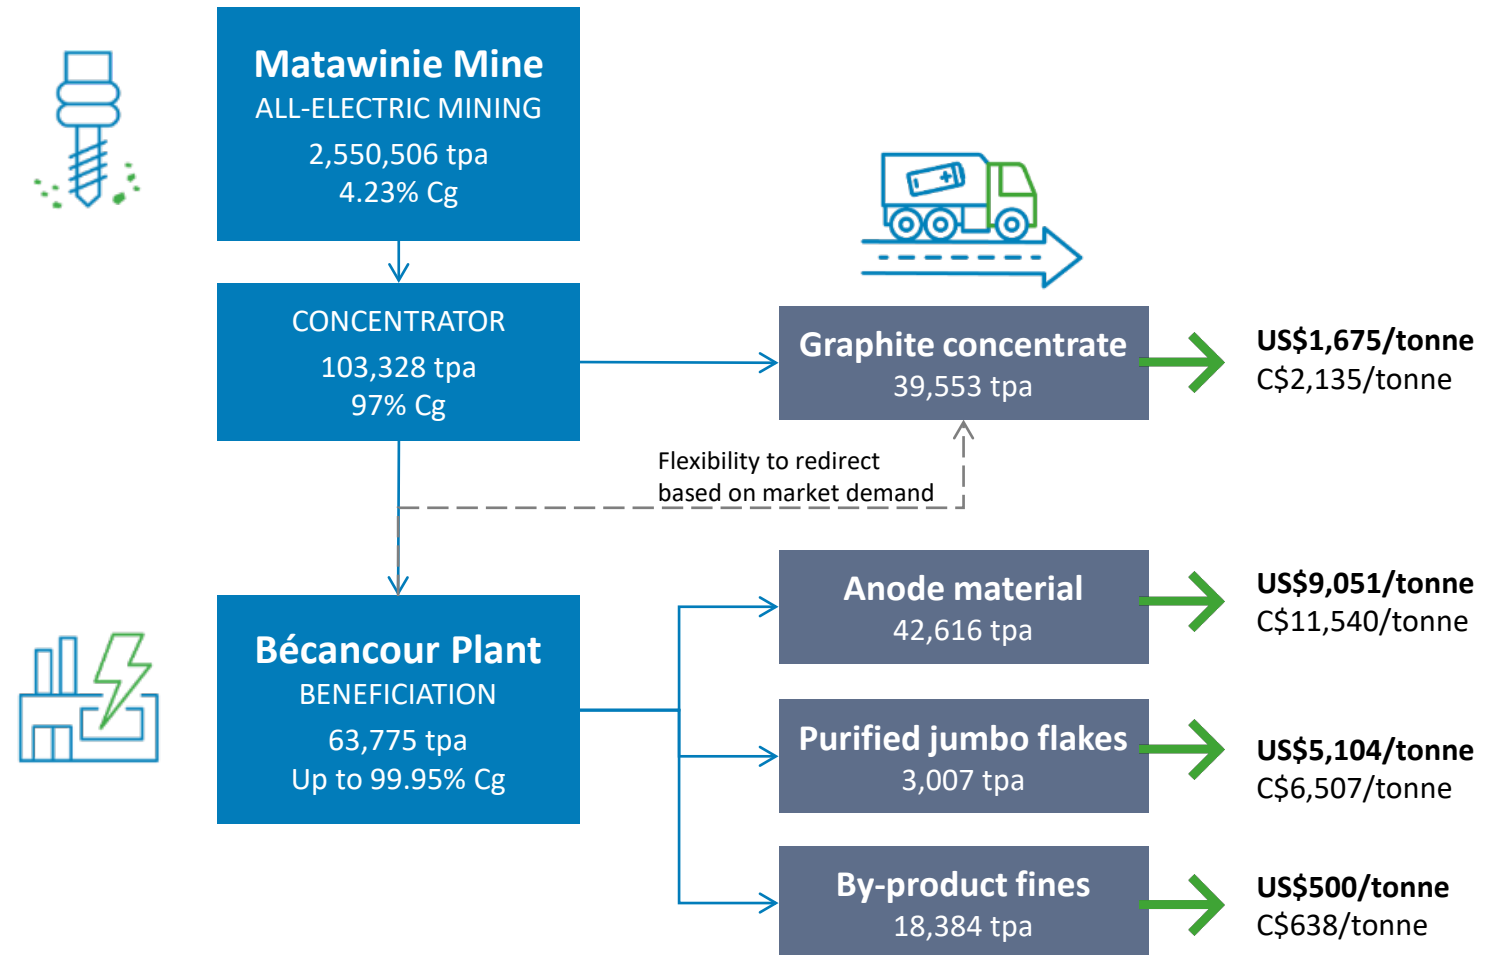 Matawinie Mine
ALL-ELECTRIC MINING
2,550,506 tpa
4.23% Cg
CONCENTRATOR
103,328 tpa
97% Cg
Graphite concentrate
39,553 tpa
US$1,675/tonne
C$2,135/tonne
Flexibility to redirect
based on market demand
Bécancour Plant
BENEFICIATION
63,775 tpa
Up to 99.95% Cg
Anode material
42,616 tpa
US$9,051/tonne
C$11,540/tonne
Purified jumbo flakes
3,007 tpa
US$5,104/tonne
C$6,507/tonne
By-product fines
18,384 tpa
US$500/tonne
C$638/tonne